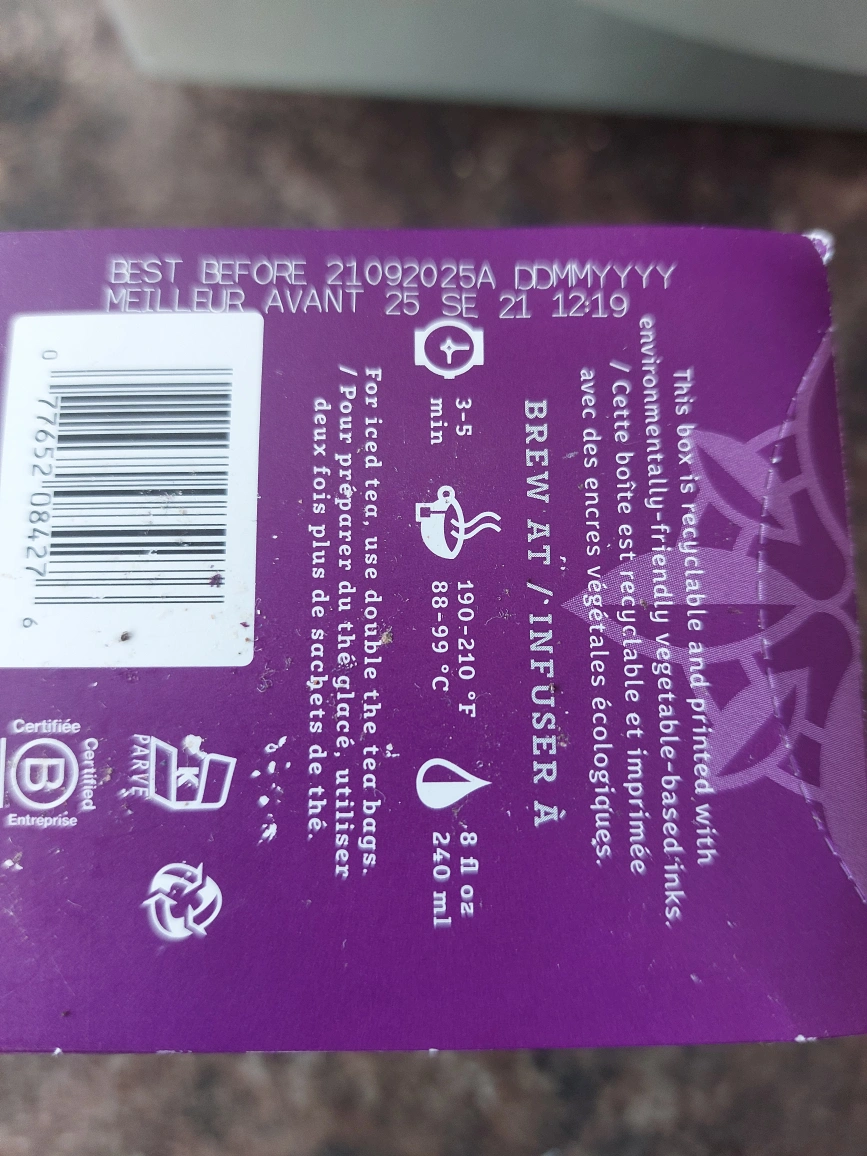 BEST BEFORE 21092025A DDMMYYYY
MEILLEUR AVANT 25 SE 21 12:19
This box is recyclable and printed with
environmentally-friendly vegetable-based inks.
/ Cette boîte est recyclable et imprimée
avec des encres végétales écologiques.
BREW AT / INFUSER À
3-5
min
190-210 °F
88-99 °C
8 fl oz
240 ml
For iced tea, use double the tea bags.
/ Pour préparer du thé glacé, utiliser
deux fois plus de sachets de thé.
0 77652 08427 6
K
PARVE
Certifiée
B
Certified
Entreprise